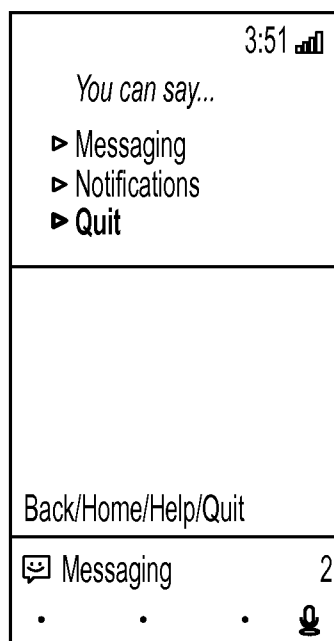 3:51
You can say...
Messaging
Notifications
Quit
Back/Home/Help/Quit
Messaging 2